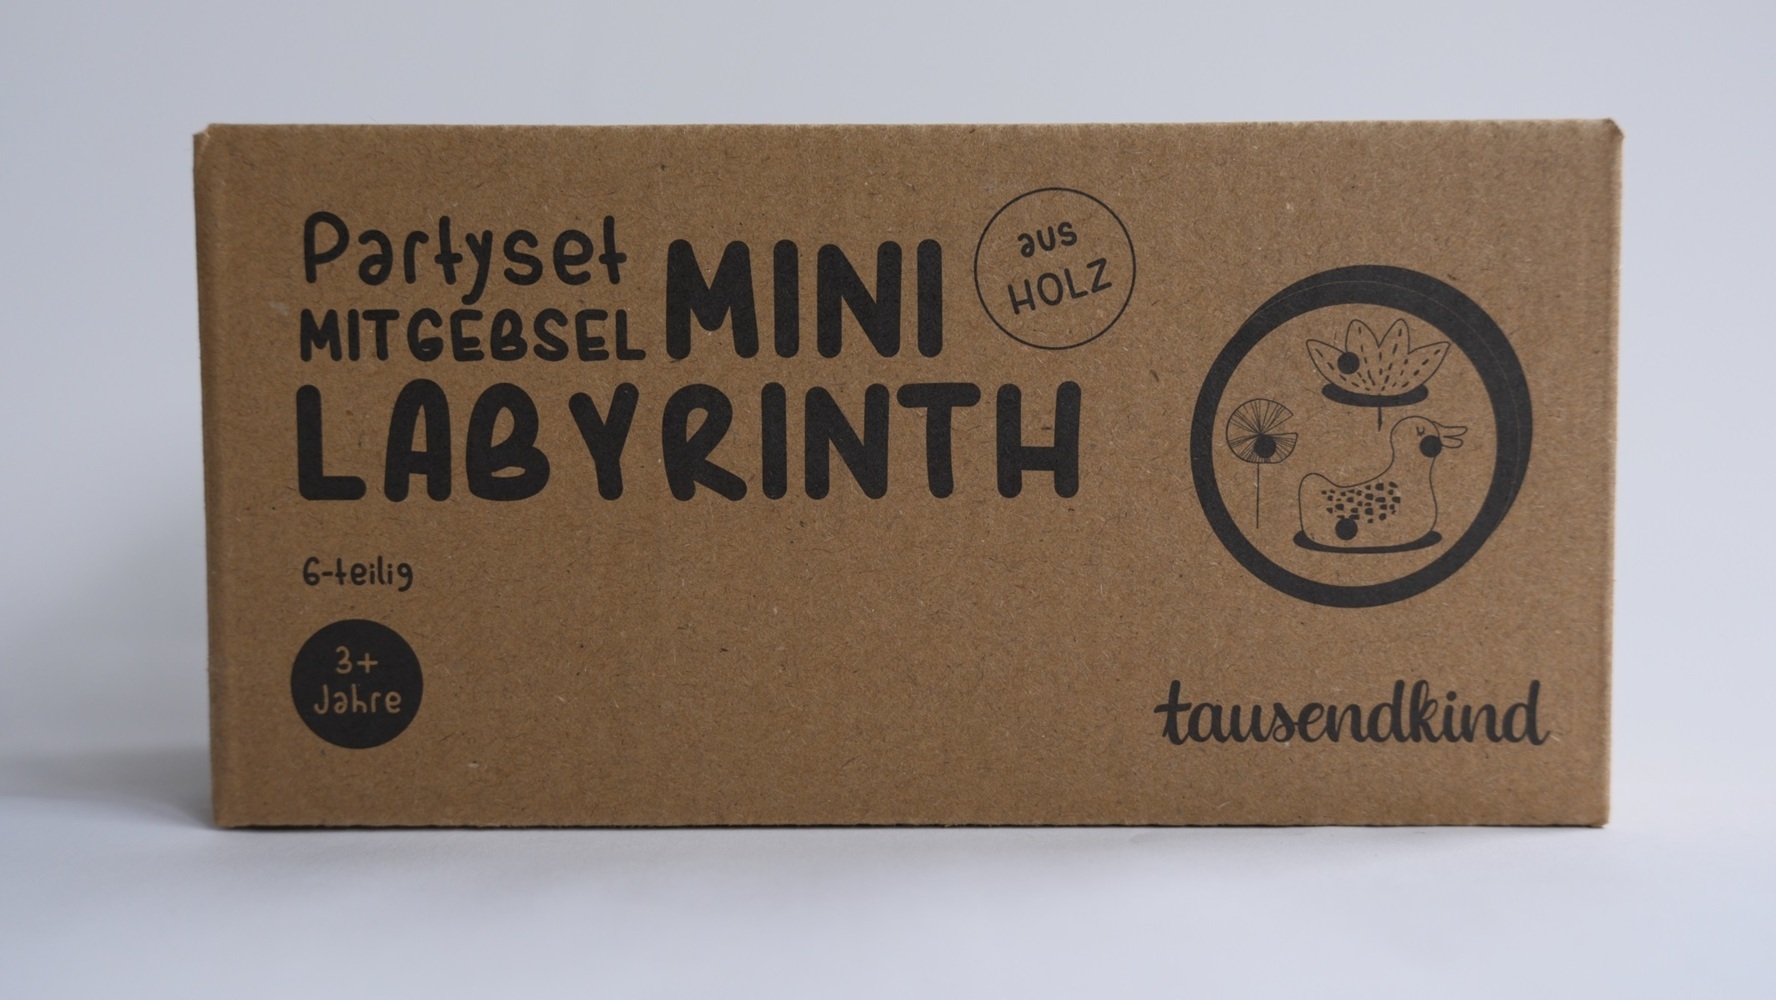 Partyset
MITGEBSEL MINI
LABYRINTH
aus
HOLZ
6-teilig
3+
Jahre
tausendkind